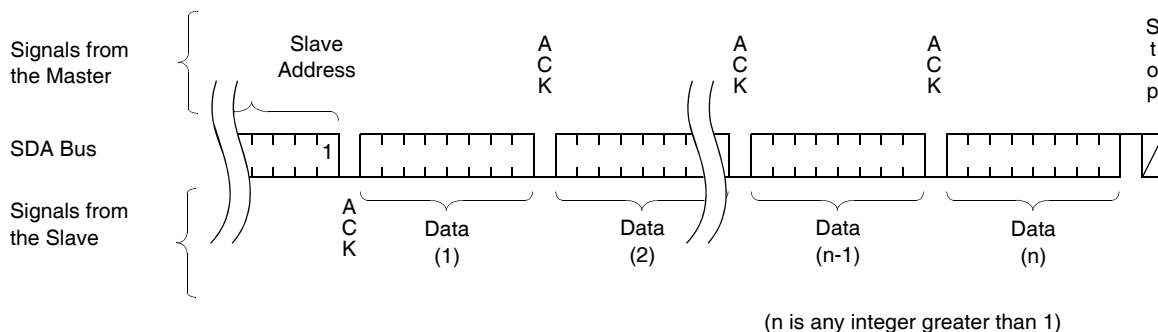 Signals from
the Master
Slave
Address
A
C
K
A
C
K
A
C
K
S
t
o
p
SDA Bus
1
Signals from
the Slave
A
C
K
Data
(1)
Data
(2)
Data
(n-1)
Data
(n)
(n is any integer greater than 1)